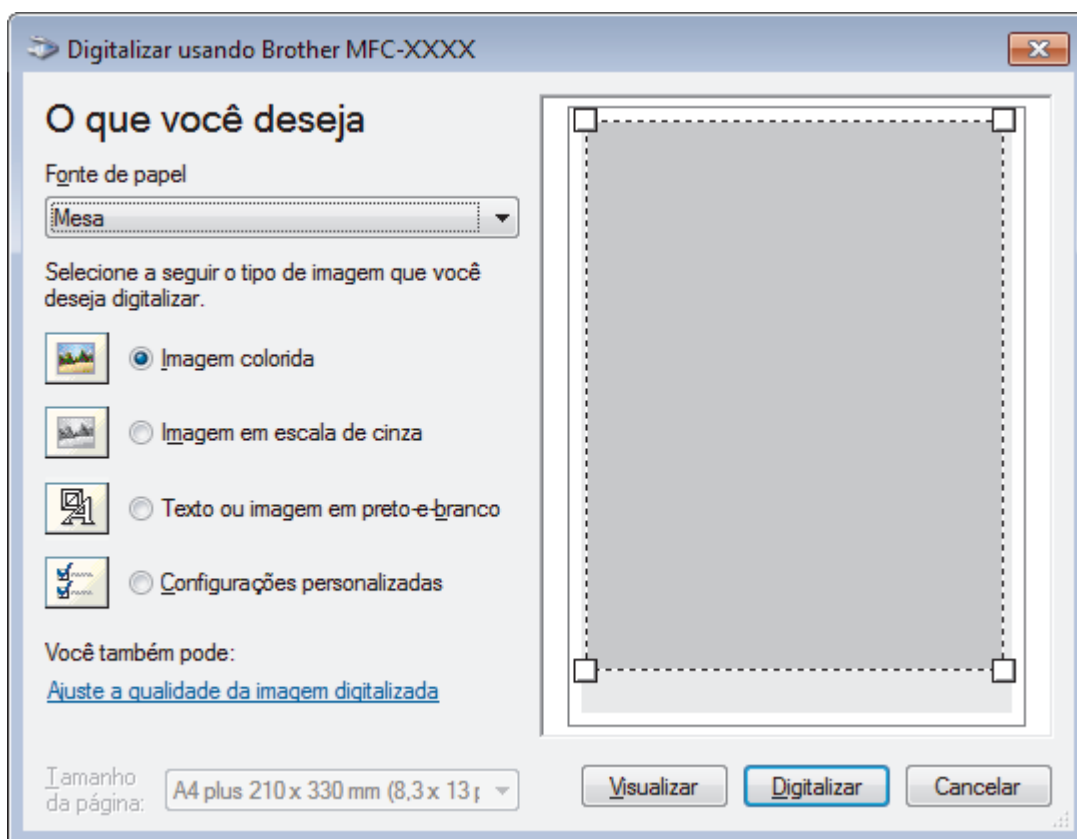 Digitalizar usando Brother MFC-XXXX
O que você deseja
Fonte de papel
Mesa
Selecione a seguir o tipo de imagem que você
deseja digitalizar.
Imagem colorida
Imagem em escala de cinza
Texto ou imagem em preto-e-branco
Configurações personalizadas
Você também pode:
Ajuste a qualidade da imagem digitalizada
Tamanho
da página:
A4 plus 210 x 330 mm (8,3 x 13 p
Visualizar
Digitalizar
Cancelar